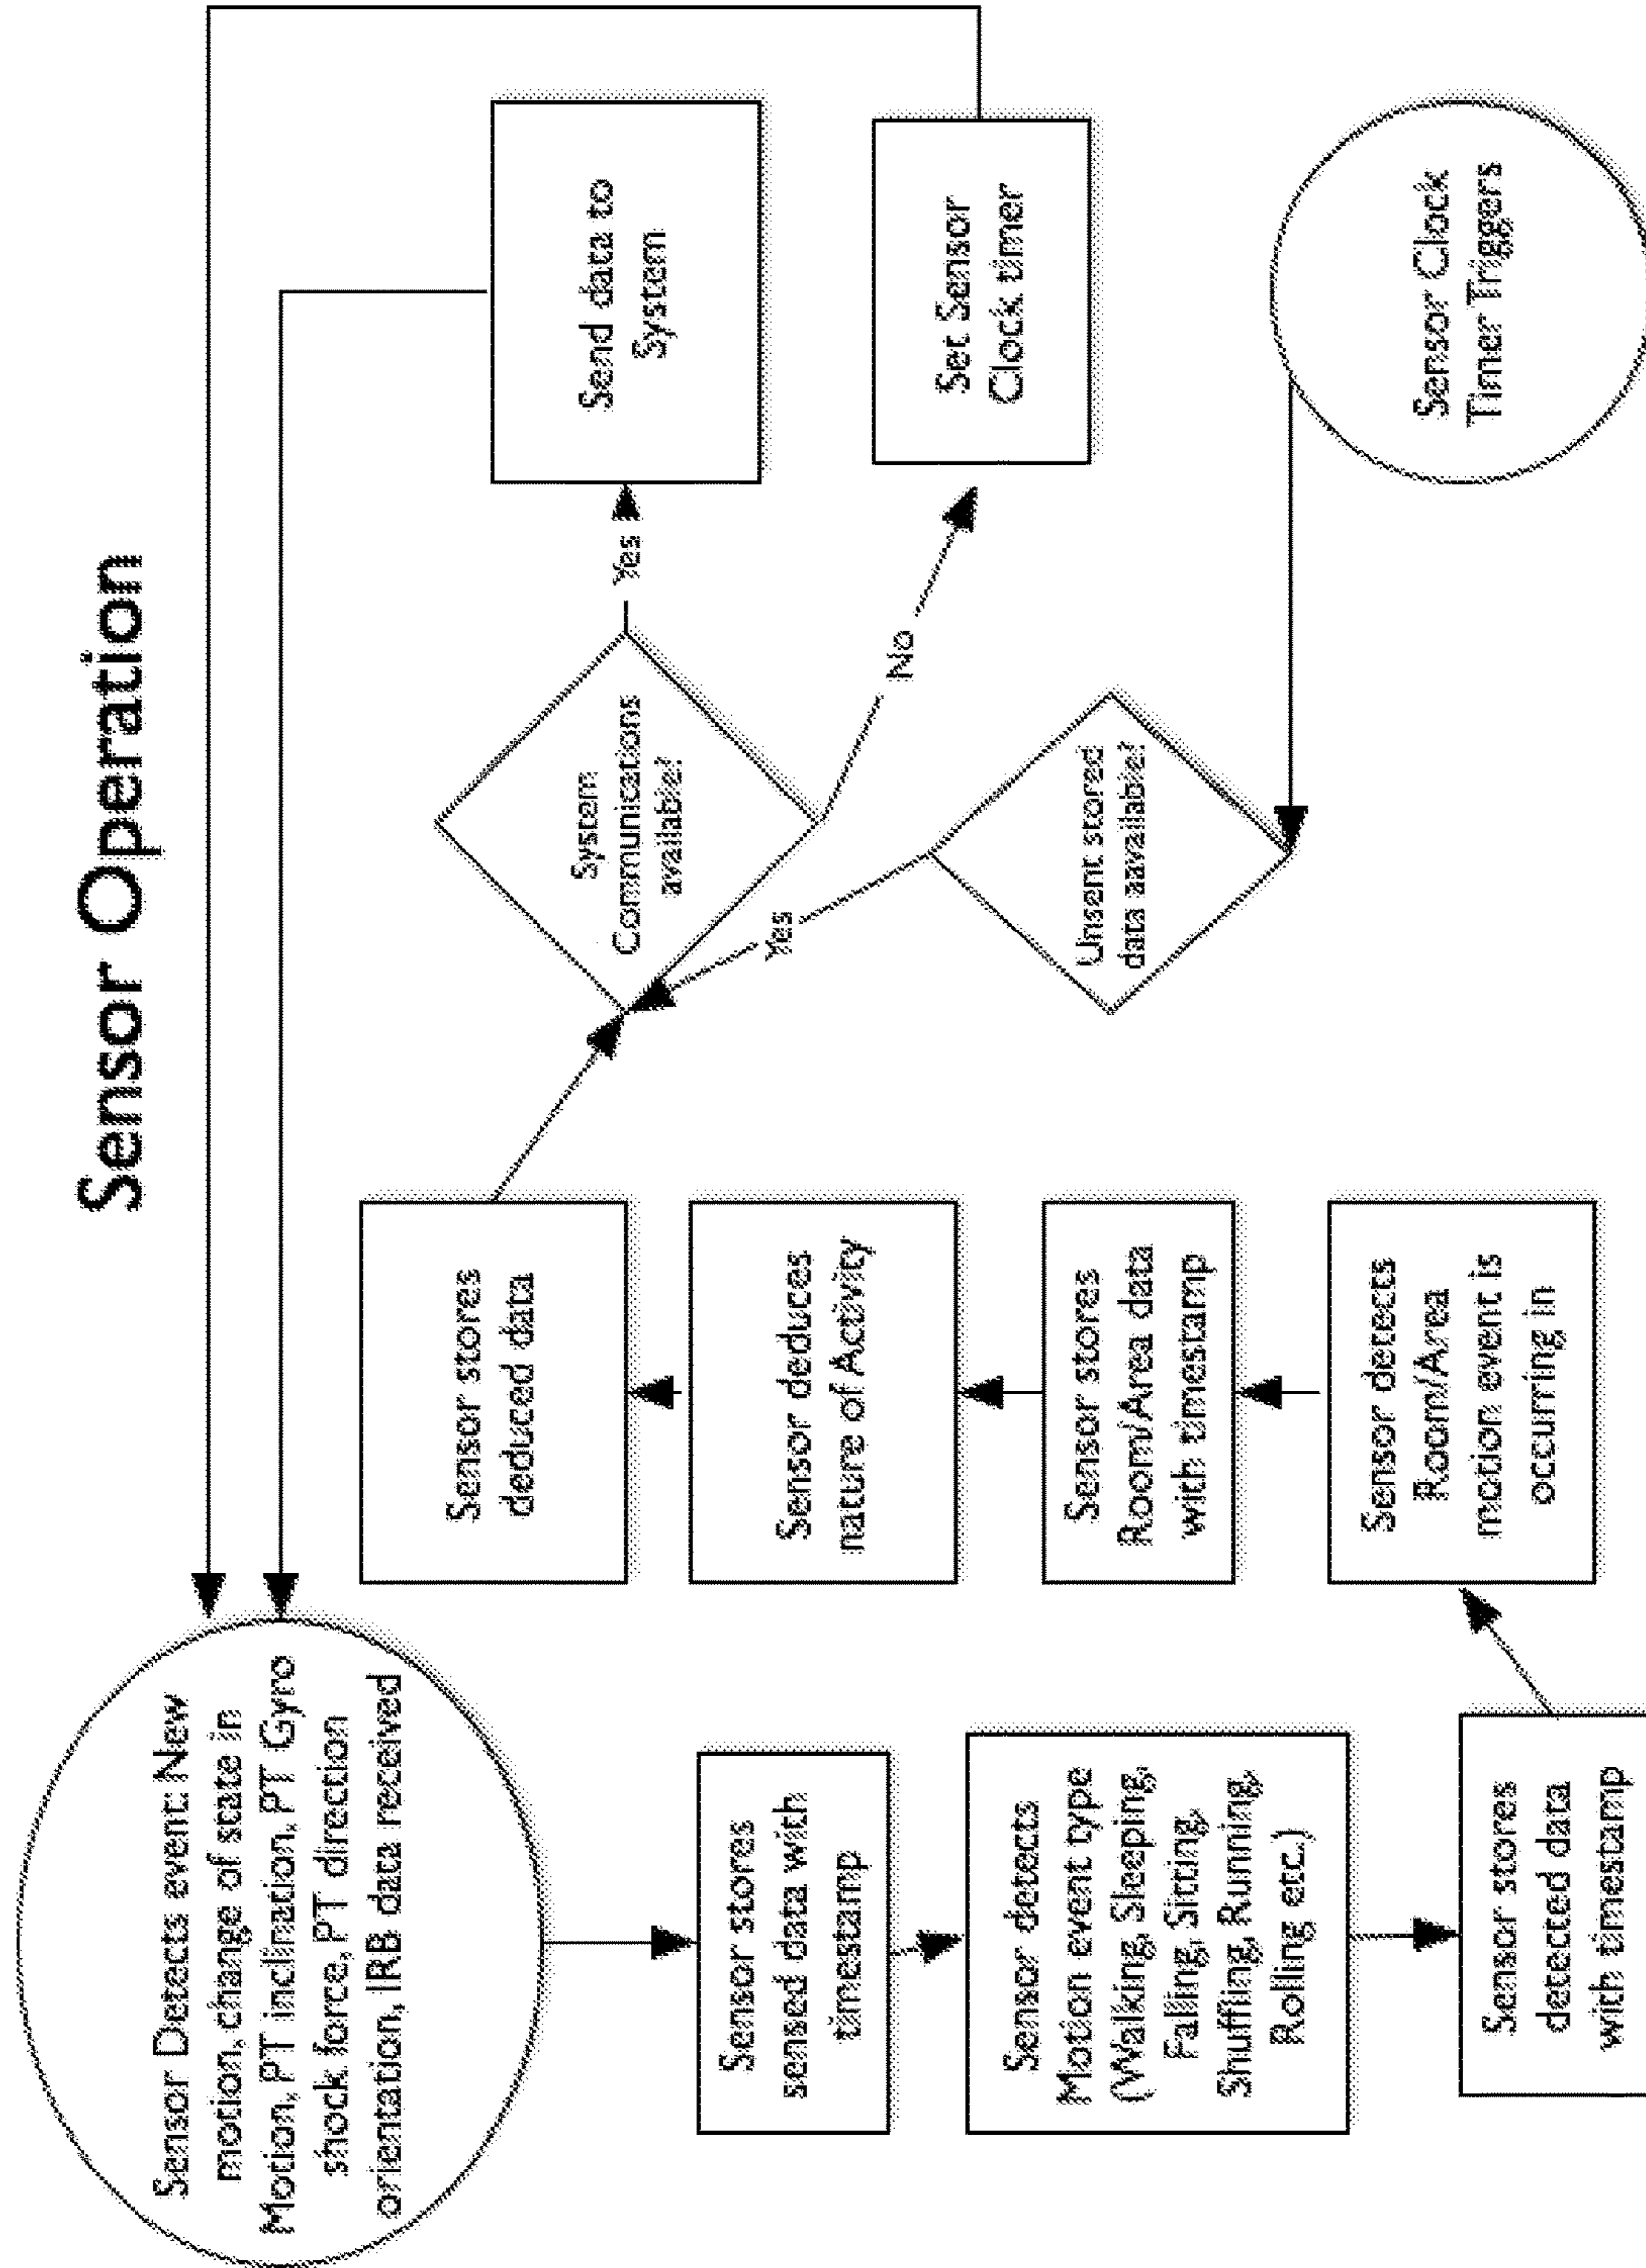 Sensor Operation
Sensor Detects event New
motion, change of state in
Motion, PT inclination, PT Gyro
shock force, PT direction
orientation, IRB data received
Sensor stores
sensed data with
timestamp
Sensor detects
Motion event type
(Walking, Sleeping,
Falling, Sitting,
Shuffling, Running,
Rolling etc.)
Sensor stores
detected data
with timestamp
Sensor detects
Room/Area
motion event is
occurring in
Sensor stores
Room/Area data
with timestamp
Sensor deduces
nature of Activity
Sensor stores
deduced data
System
Communications
available?
Yes
No
Send data to
System
Set Sensor
Clock timer
Unsent stored
data aavailable?
Yes
Sensor Clock
Timer Triggers